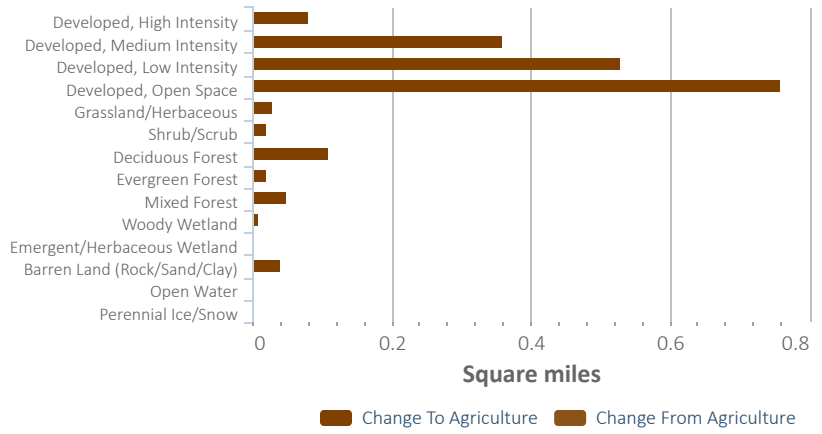 Developed, High Intensity
Developed, Medium Intensity
Developed, Low Intensity
Developed, Open Space
Grassland/Herbaceous
Shrub/Scrub
Deciduous Forest
Evergreen Forest
Mixed Forest
Woody Wetland
Emergent/Herbaceous Wetland
Barren Land (Rock/Sand/Clay)
Open Water
Perennial Ice/Snow
0 0.2 0.4 0.6 0.8
Square miles
Change To Agriculture Change From Agriculture